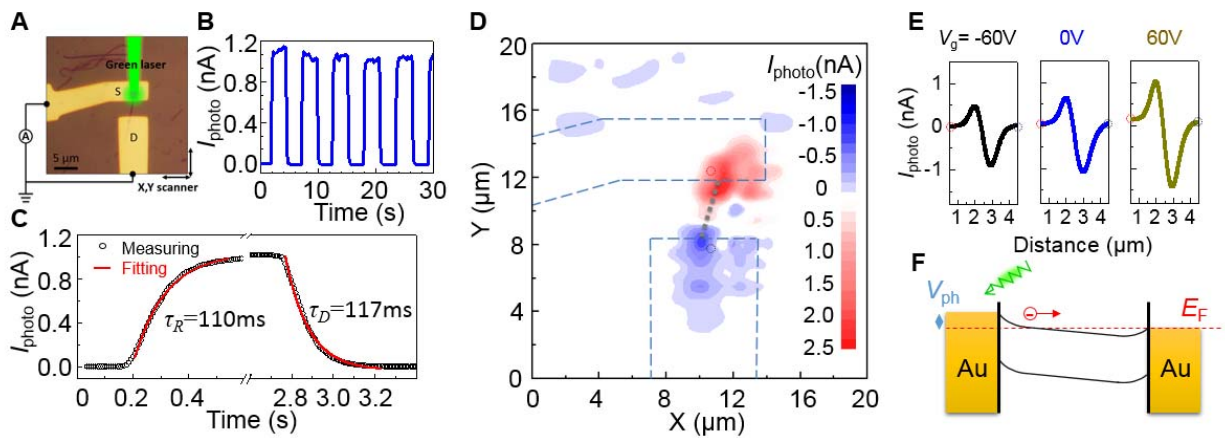 A
Green laser
S
D
A
5 μm
X,Y scanner
B
I_photo (nA)
1.2
0.8
0.4
0.0
0 10 20 30
Time (s)
C
I_photo (nA)
1.2
0.8
0.4
0.0
Measuring
Fitting
τ_R=110ms
τ_D=117ms
0.0 0.2 0.4 2.8 3.0 3.2
Time (s)
D
Y (μm)
20
16
12
8
4
0
0 4 8 12 16 20
X (μm)
I_photo(nA)
-1.5
-1.0
-0.5
0
0.5
1.0
1.5
2.0
2.5
E
V_g= -60V 0V 60V
I_photo (nA)
1
0
-1
1 2 3 4 1 2 3 4 1 2 3 4
Distance (μm)
F
V_ph
E_F
Au
Au